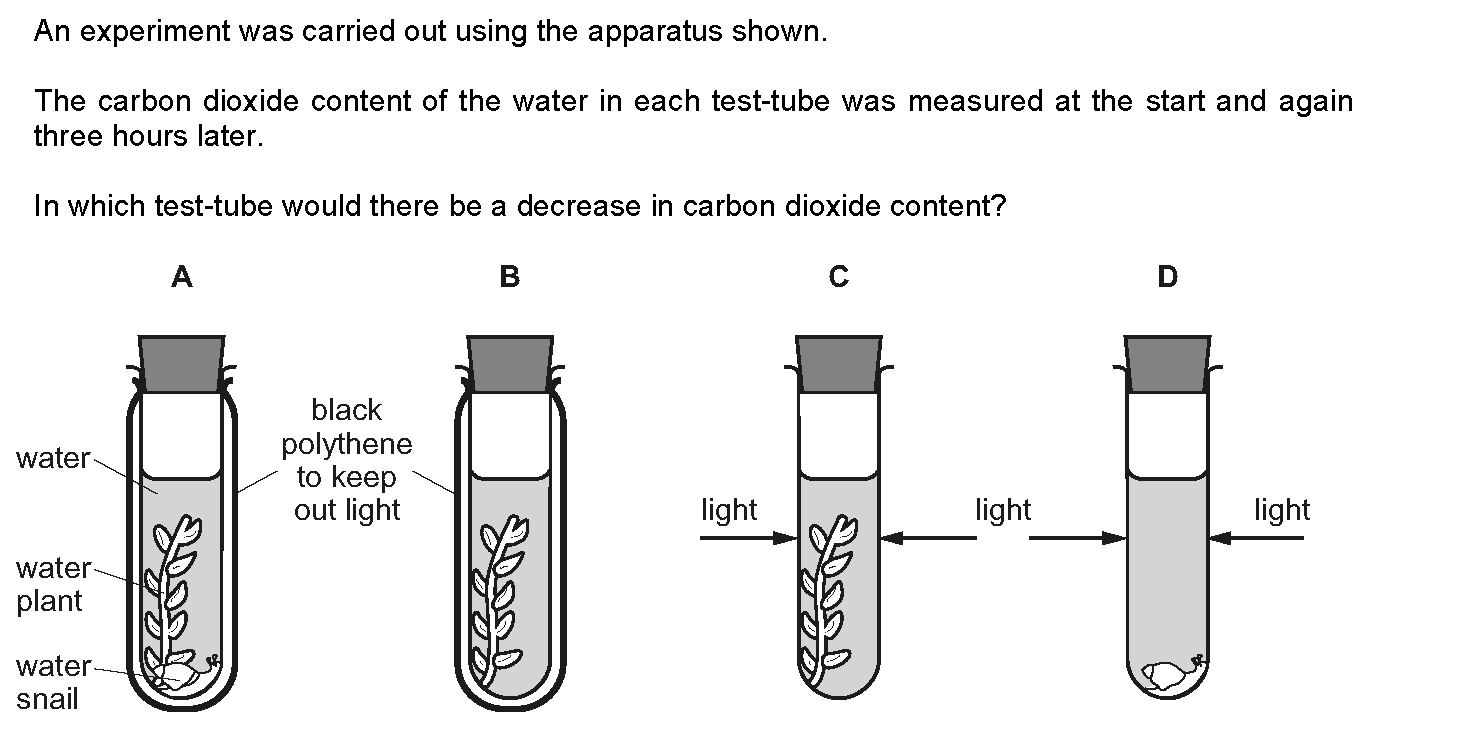 An experiment was carried out using the apparatus shown.
The carbon dioxide content of the water in each test-tube was measured at the start and again
three hours later.
In which test-tube would there be a decrease in carbon dioxide content?
A
B
C
D
water
water
plant
water
snail
black
polythene
to keep
out light
light
light
light